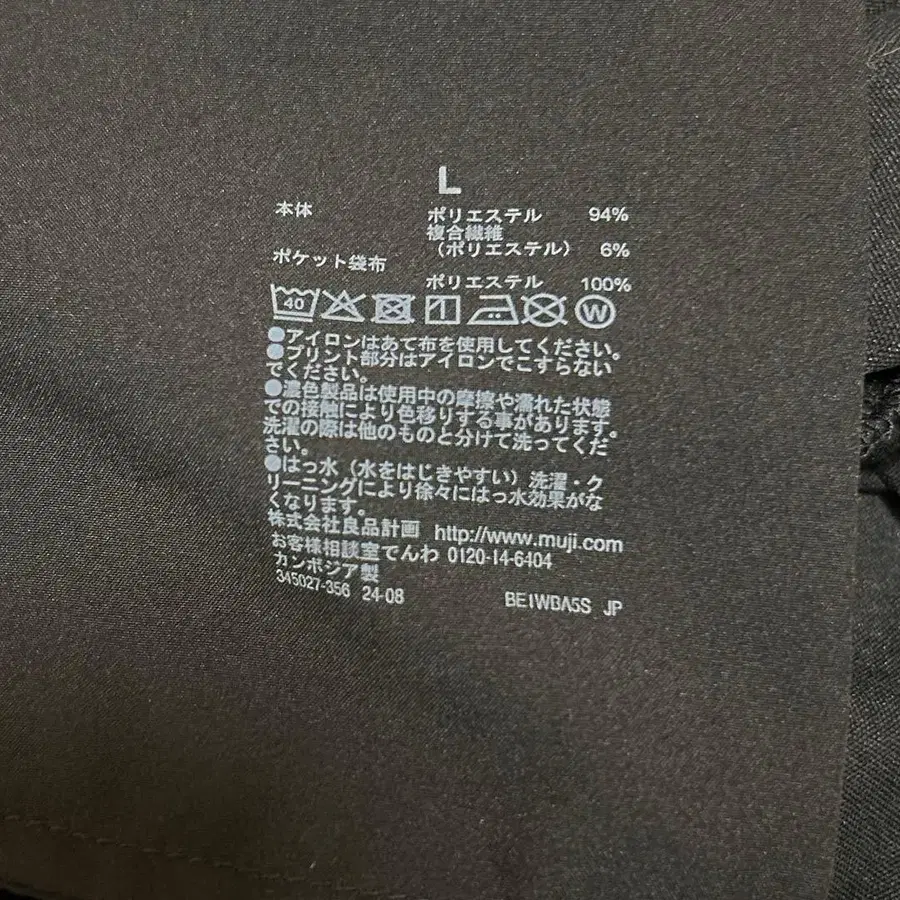 L
本体 ポリエステル 94%
複合繊維
（ポリエステル） 6%
ポケット袋布
ポリエステル 100%
40 W
●アイロンはあて布を使用してください。
●プリント部分はアイロンでこすらない
でください。
●濃色製品は使用中の摩擦や濡れた状態
での接触により色移りする事があります。
洗濯の際は他のものと分けて洗ってくだ
さい。
●はっ水（水をはじきやすい）洗濯・ク
リーニングにより徐々にはっ水効果がな
くなります。
株式会社良品計画 http://www.muji.com
お客様相談室でんわ 0120-14-6404
カンボジア製
345027-356 24-08 BE1WBA5S JP